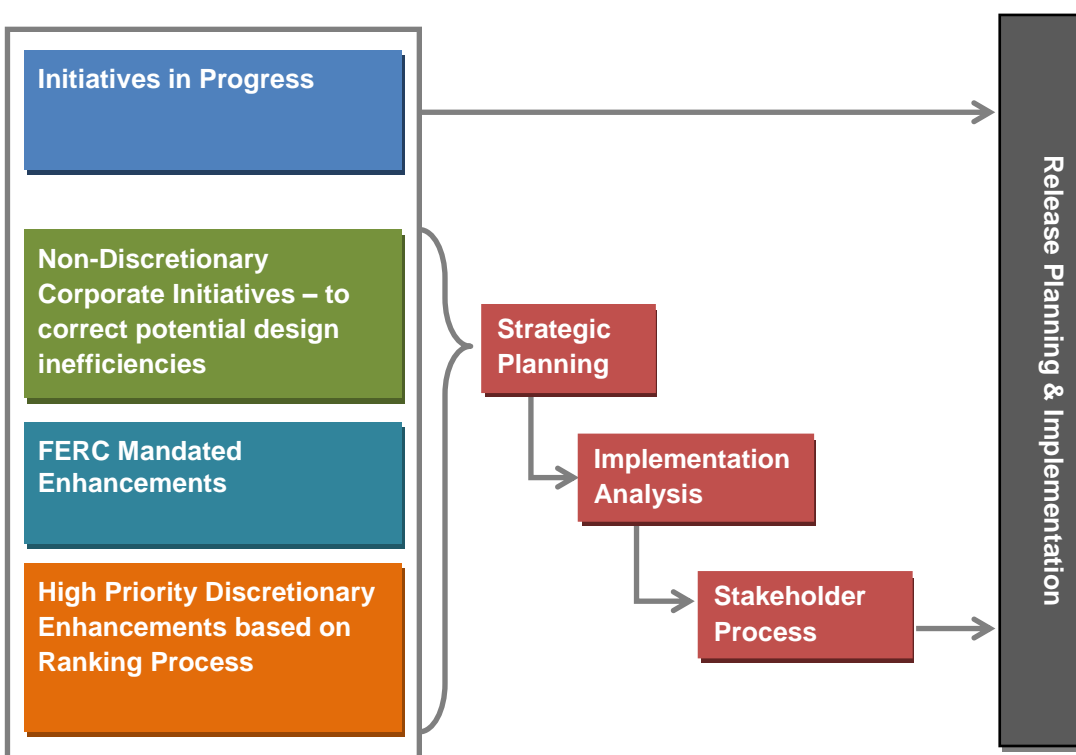 Initiatives in Progress
Non-Discretionary
Corporate Initiatives – to
correct potential design
inefficiencies
FERC Mandated
Enhancements
High Priority Discretionary
Enhancements based on
Ranking Process
Strategic
Planning
Implementation
Analysis
Stakeholder
Process
Release Planning & Implementation